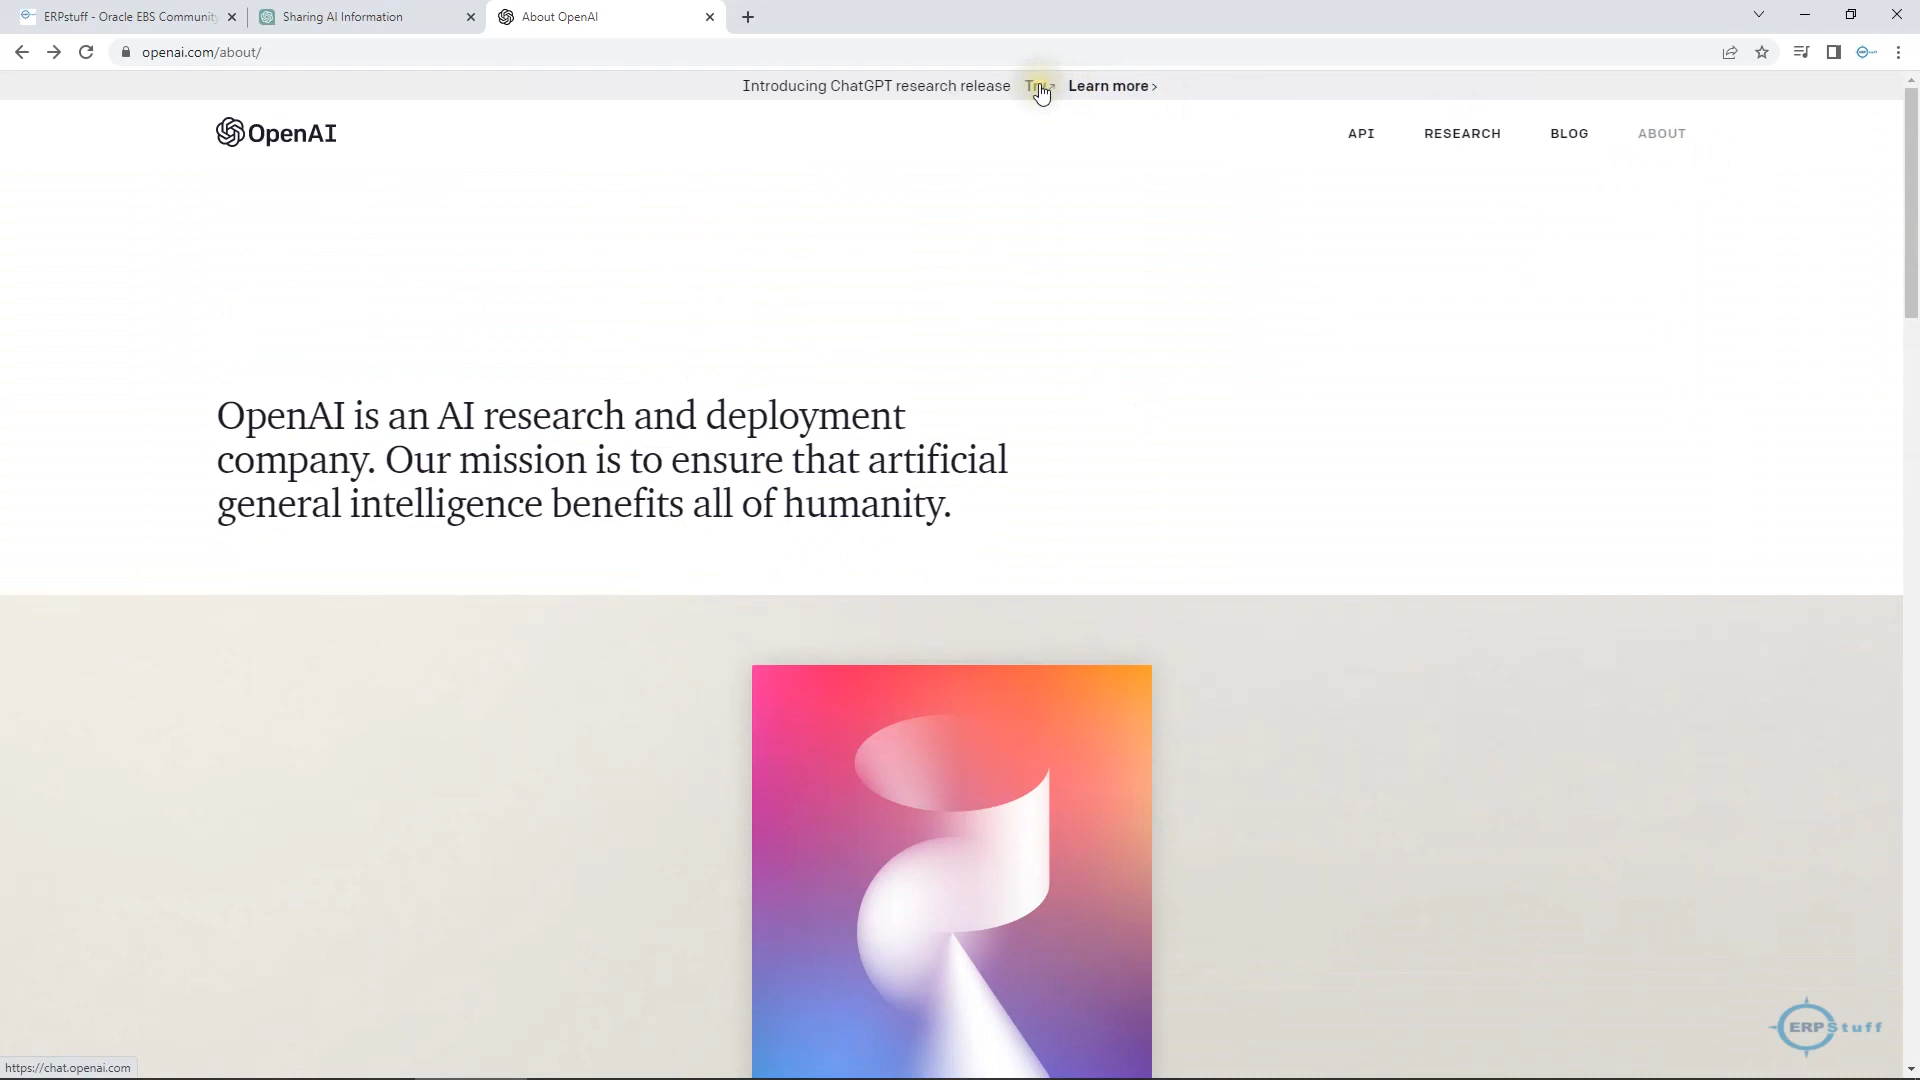 ERPstuff - Oracle EBS Community
Sharing AI Information
About OpenAI
openai.com/about/
Introducing ChatGPT research release Try Learn more ›
OpenAI
API RESEARCH BLOG ABOUT
OpenAI is an AI research and deployment
company. Our mission is to ensure that artificial
general intelligence benefits all of humanity.
ERPStuff
https://chat.openai.com